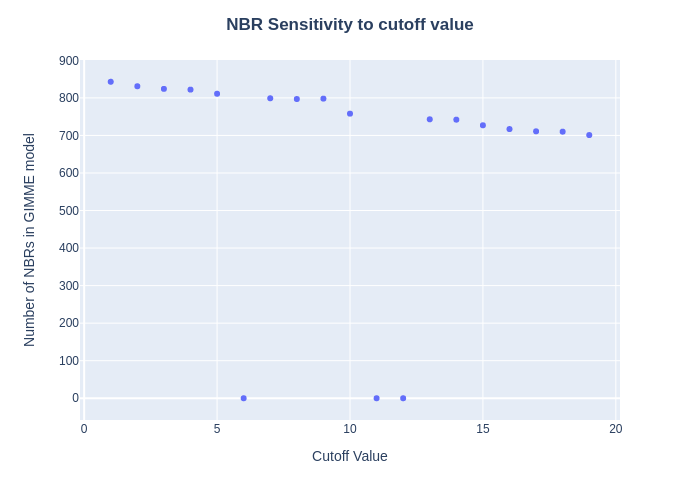 NBR Sensitivity to cutoff value
900
800
700
600
500
400
300
200
100
0
0 5 10 15 20
Cutoff Value
Number of NBRs in GIMME model